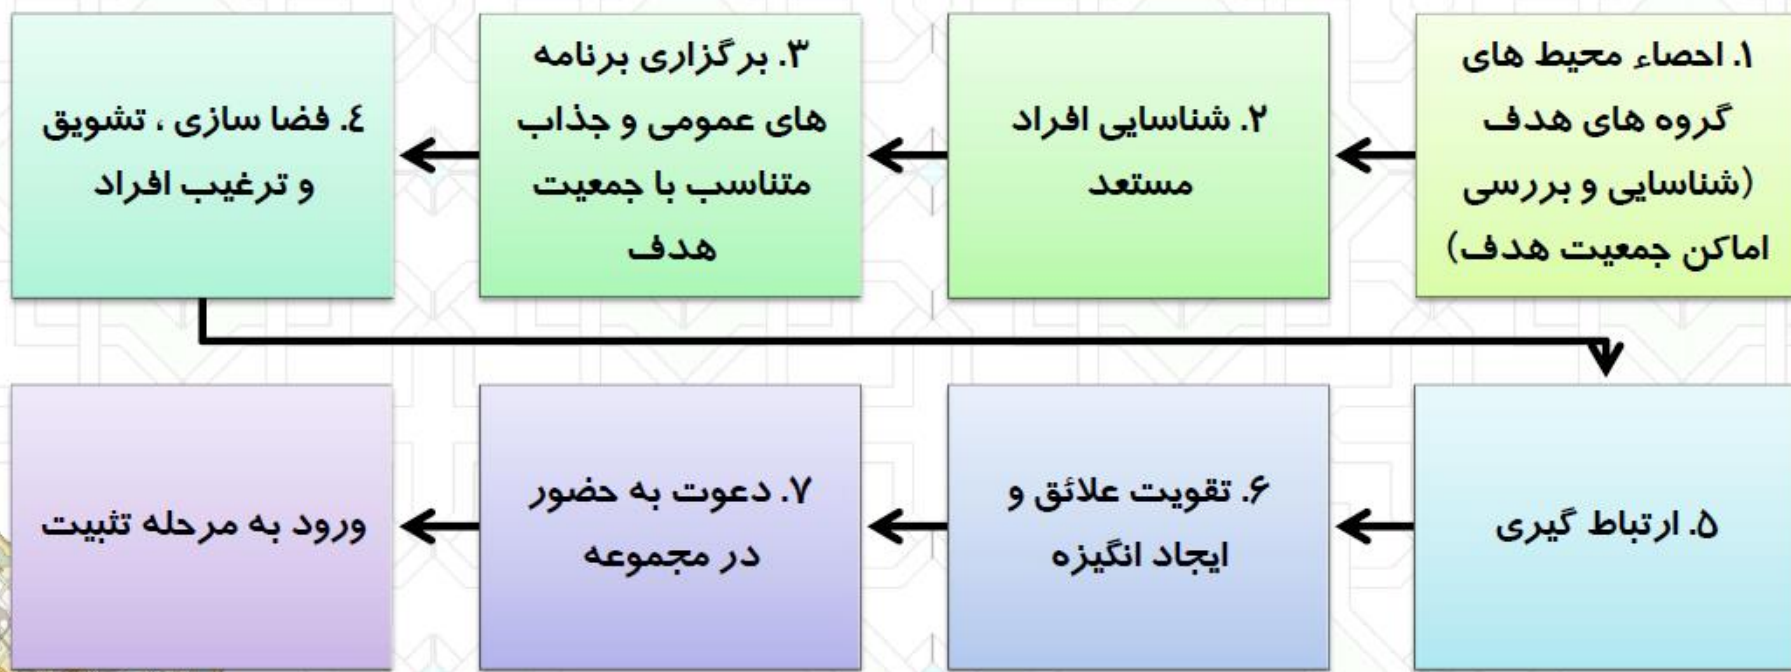 ۱. احصاء محیط های
گروه های هدف
(شناسایی و بررسی
اماکن جمعیت هدف)
۲. شناسایی افراد
مستعد
۳. برگزاری برنامه
های عمومی و جذاب
متناسب با جمعیت
هدف
٤. فضا سازی ، تشویق
و ترغیب افراد
۵. ارتباط گیری
۶. تقویت علائق و
ایجاد انگیزه
۷. دعوت به حضور
در مجموعه
ورود به مرحله تثبیت